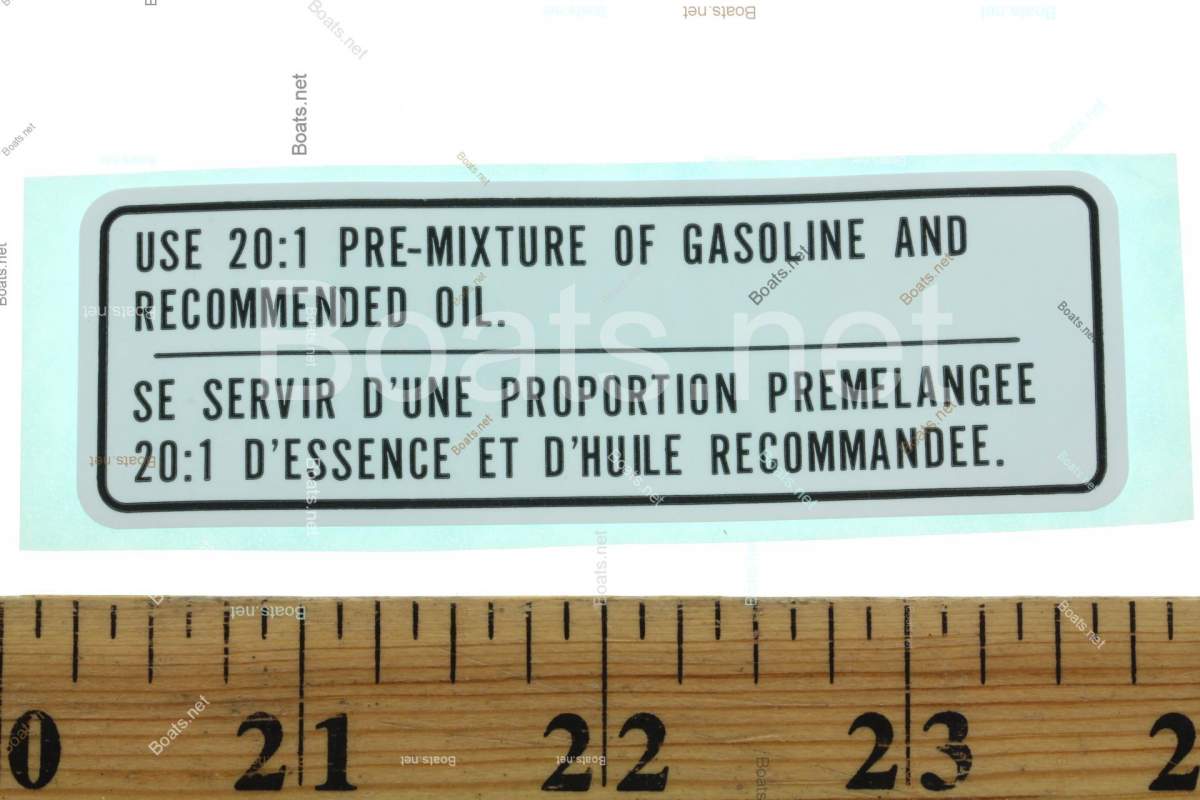 USE 20:1 PRE-MIXTURE OF GASOLINE AND
RECOMMENDED OIL.
SE SERVIR D'UNE PROPORTION PREMELANGEE
20:1 D'ESSENCE ET D'HUILE RECOMMANDEE.
Boats.net
0 21 22 23 2